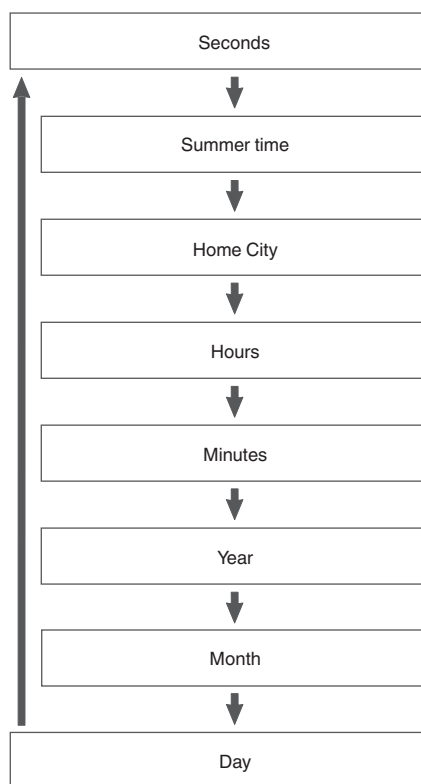 Seconds
Summer time
Home City
Hours
Minutes
Year
Month
Day